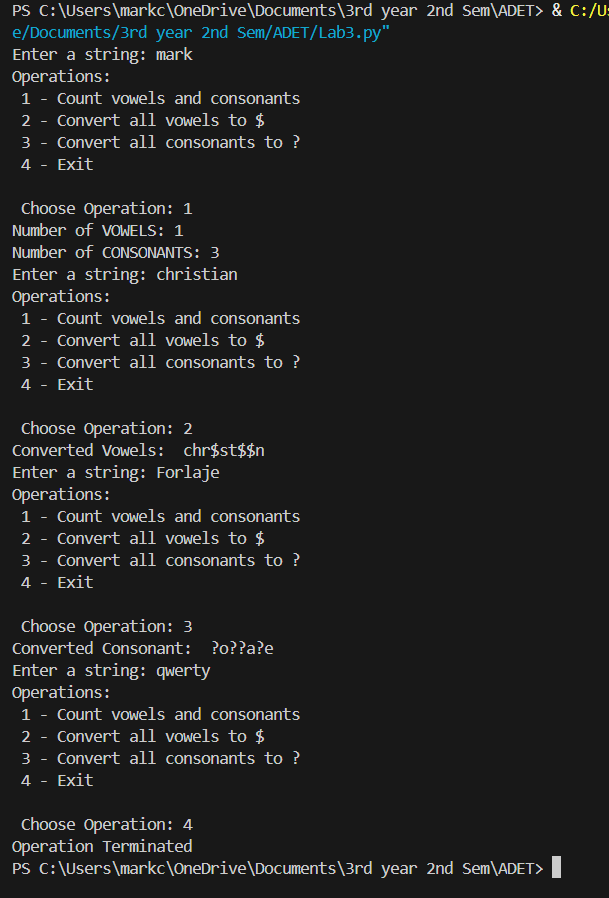 PS C:\Users\markc\OneDrive\Documents\3rd year 2nd Sem\ADET> & C:/Us
e/Documents/3rd year 2nd Sem/ADET/Lab3.py"
Enter a string: mark
Operations:
 1 - Count vowels and consonants
 2 - Convert all vowels to $
 3 - Convert all consonants to ?
 4 - Exit

 Choose Operation: 1
Number of VOWELS: 1
Number of CONSONANTS: 3
Enter a string: christian
Operations:
 1 - Count vowels and consonants
 2 - Convert all vowels to $
 3 - Convert all consonants to ?
 4 - Exit

 Choose Operation: 2
Converted Vowels:  chr$st$$n
Enter a string: Forlaje
Operations:
 1 - Count vowels and consonants
 2 - Convert all vowels to $
 3 - Convert all consonants to ?
 4 - Exit

 Choose Operation: 3
Converted Consonant:  ?o??a?e
Enter a string: qwerty
Operations:
 1 - Count vowels and consonants
 2 - Convert all vowels to $
 3 - Convert all consonants to ?
 4 - Exit

 Choose Operation: 4
Operation Terminated
PS C:\Users\markc\OneDrive\Documents\3rd year 2nd Sem\ADET>